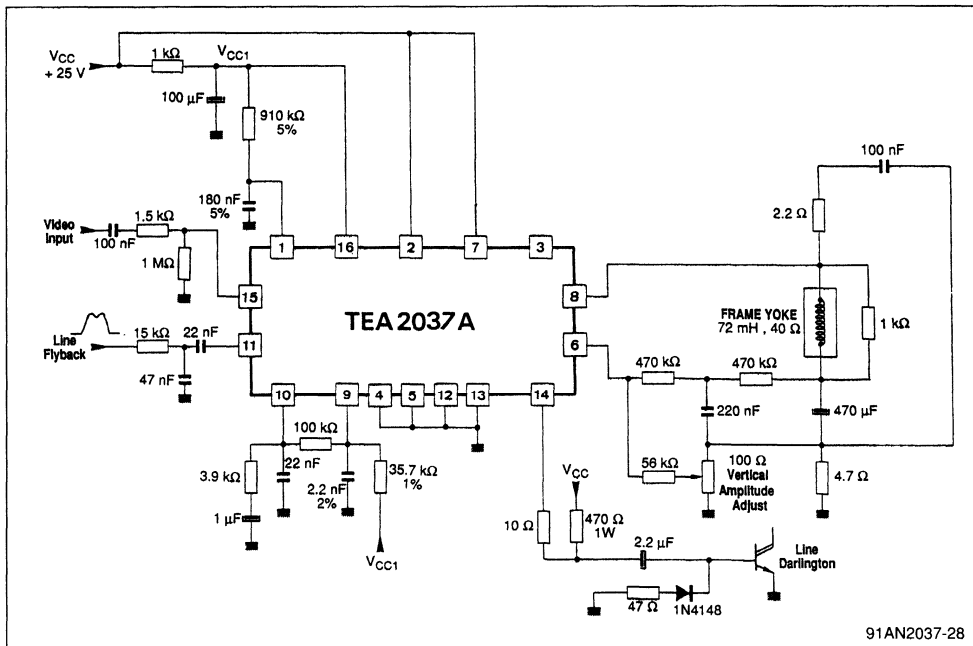 VCC
+ 25 V
1 kΩ
VCC1
100 µF
910 kΩ
5%
180 nF
5%
Video
Input
100 nF
1.5 kΩ
1 MΩ
Line
Flyback
15 kΩ
22 nF
47 nF
1
16
2
7
3
15
11
8
6
10
9
4
5
12
13
14
TEA2037A
100 nF
2.2 Ω
FRAME YOKE
72 mH , 40 Ω
1 kΩ
470 kΩ
470 kΩ
220 nF
470 µF
56 kΩ
100 Ω
Vertical
Amplitude
Adjust
4.7 Ω
3.9 kΩ
1 µF
22 nF
100 kΩ
2.2 nF
2%
35.7 kΩ
1%
VCC1
10 Ω
VCC
470 Ω
1W
2.2 µF
47 Ω
1N4148
Line
Darlington
91AN2037-28